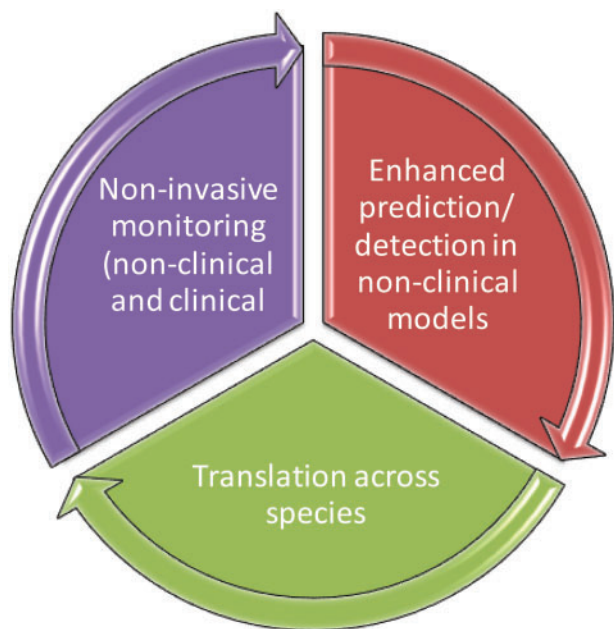 Non-invasive
monitoring
(non-clinical
and clinical
Enhanced
prediction/
detection in
non-clinical
models
Translation across
species